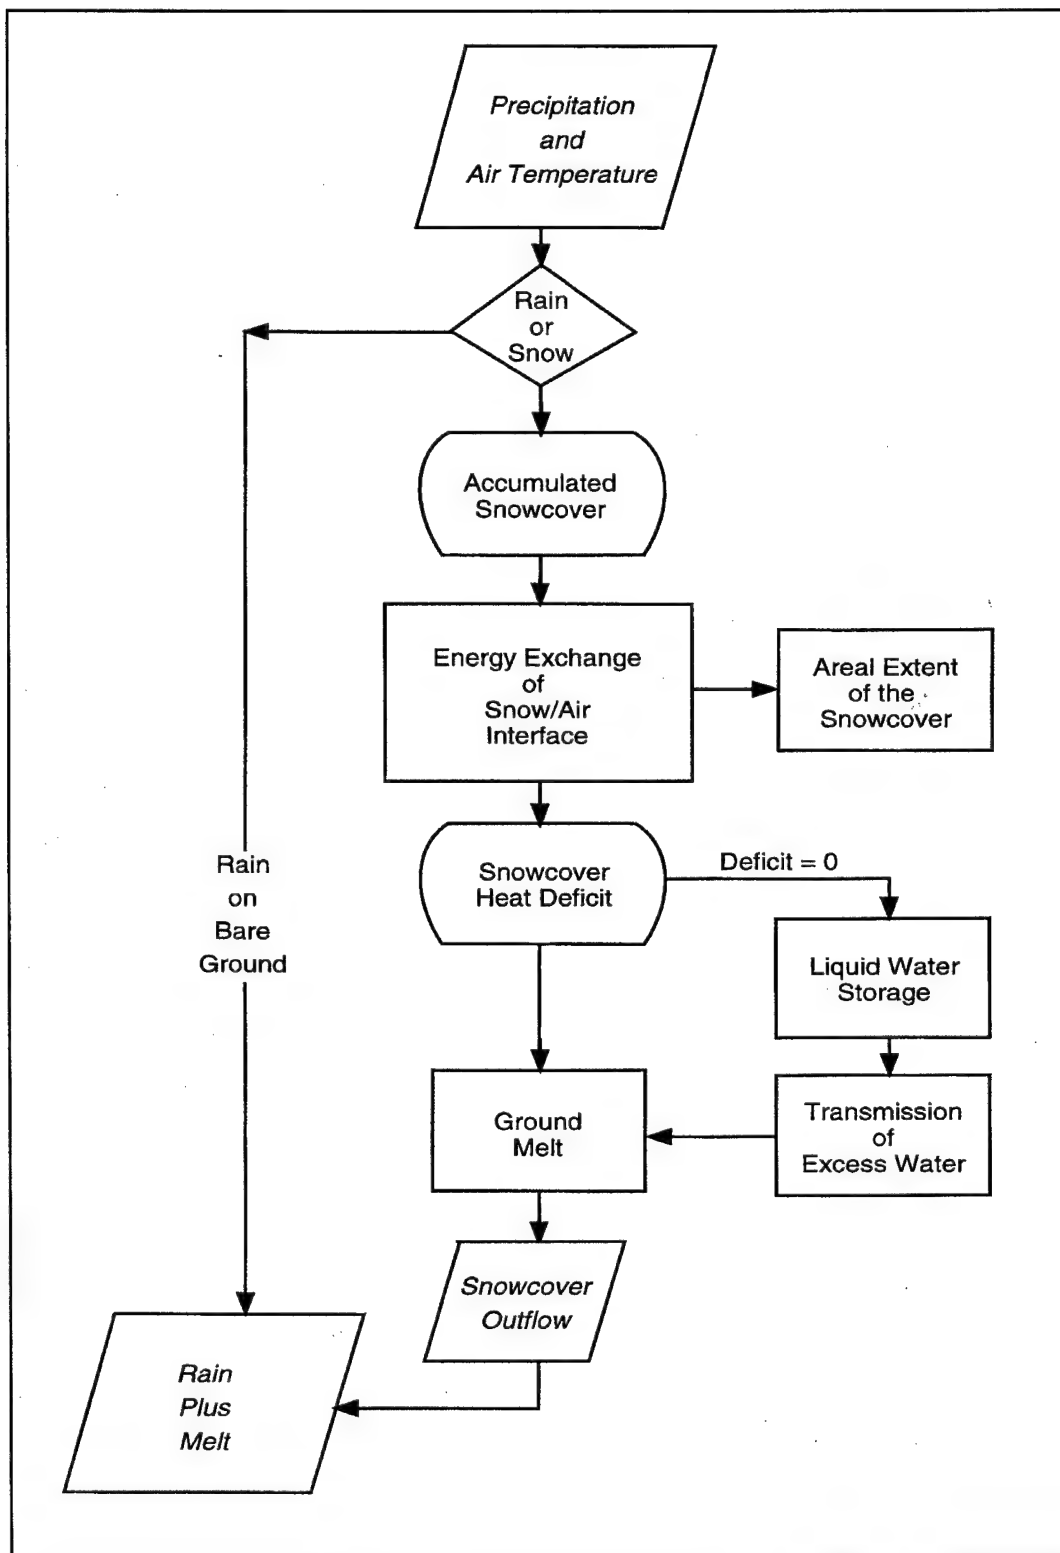 Precipitation
and
Air Temperature
Rain
or
Snow
Accumulated
Snowcover
Energy Exchange
of
Snow/Air
Interface
Areal Extent
of the
Snowcover
Rain
on
Bare
Ground
Snowcover
Heat Deficit
Deficit = 0
Liquid Water
Storage
Ground
Melt
Transmission
of
Excess Water
Snowcover
Outflow
Rain
Plus
Melt